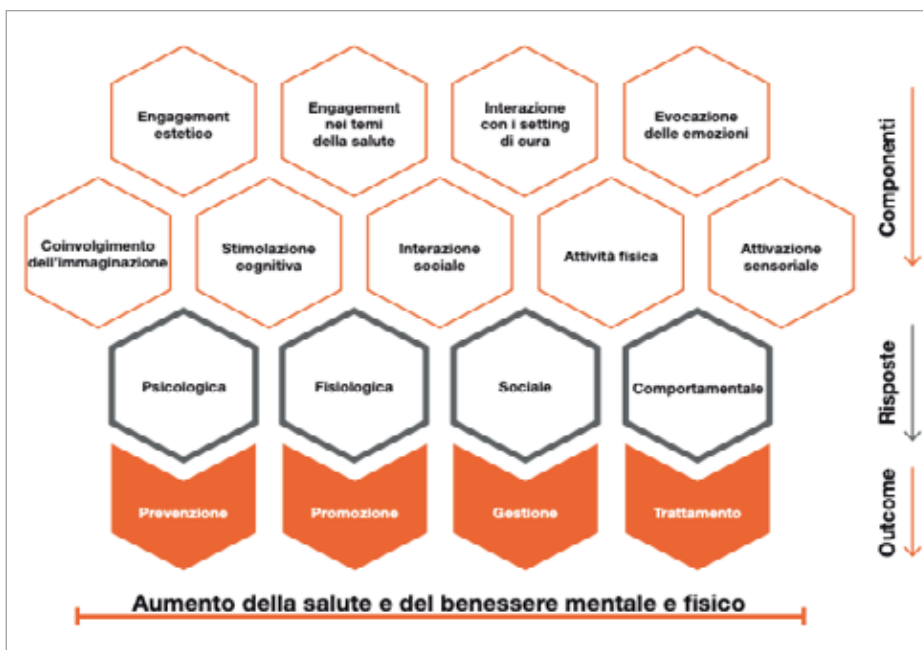 Engagement
estetico
Engagement
nei temi
della salute
Interazione
con i setting
di cura
Evocazione
delle emozioni
Componenti
Coinvolgimento
dell'immaginazione
Stimolazione
cognitiva
Interazione
sociale
Attività fisica
Attivazione
sensoriale
Psicologica
Fisiologica
Sociale
Comportamentale
Risposte
Prevenzione
Promozione
Gestione
Trattamento
Outcome
Aumento della salute e del benessere mentale e fisico